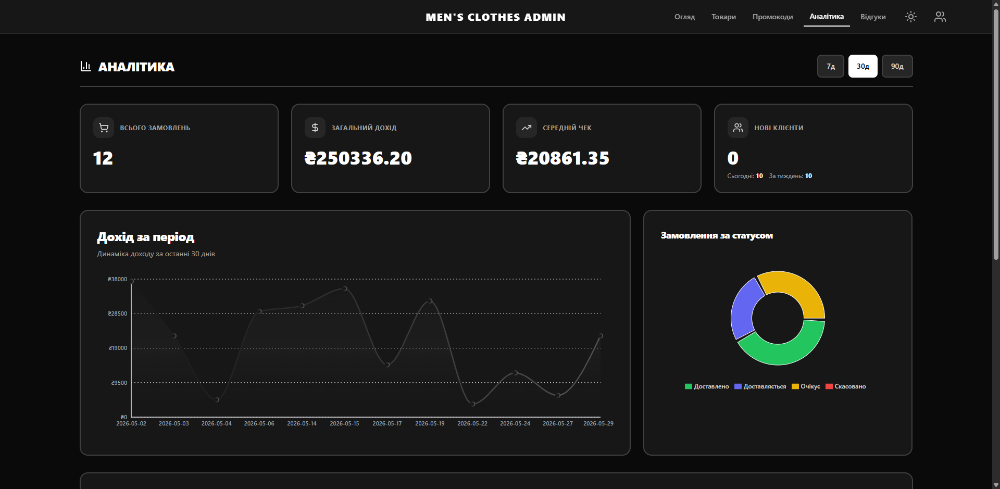 MEN'S CLOTHES ADMIN
Огляд Товари Промокоди Аналітика Відгуки
АНАЛІТИКА
7д 30д 90д
ВСЬОГО ЗАМОВЛЕНЬ
12
ЗАГАЛЬНИЙ ДОХІД
₴250336.20
СЕРЕДНІЙ ЧЕК
₴20861.35
НОВІ КЛІЄНТИ
0
Сьогодні: 10 За тиждень: 10
Дохід за період
Динаміка доходу за останні 30 днів
₴38000
₴28500
₴19000
₴9500
₴0
2026-05-02 2026-05-03 2026-05-04 2026-05-06 2026-05-14 2026-05-15 2026-05-17 2026-05-19 2026-05-22 2026-05-24 2026-05-27 2026-05-29
Замовлення за статусом
Доставлено Доставляється Очікує Скасовано